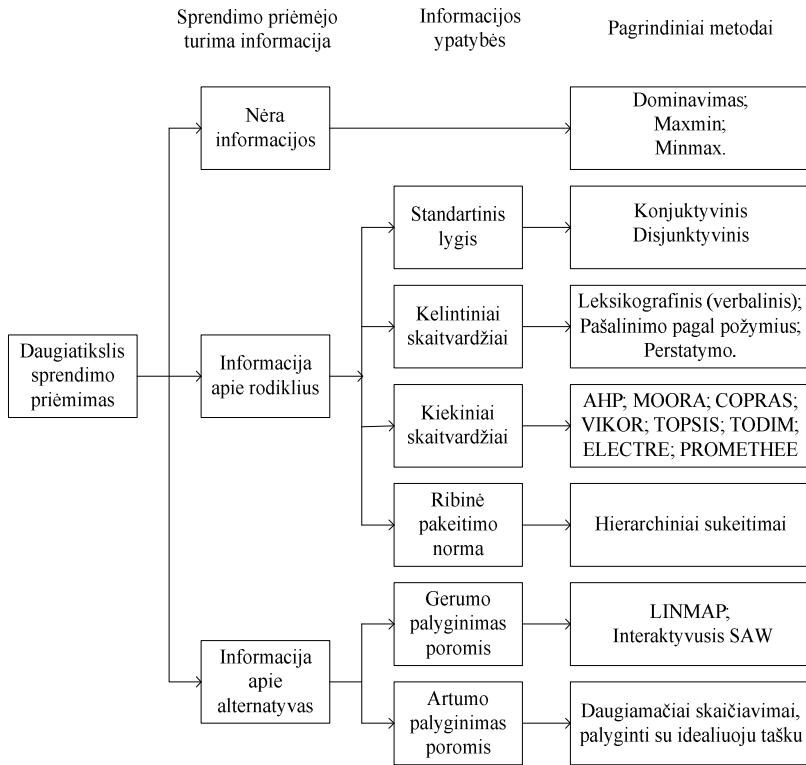 Sprendimo priėmėjo
turima informacija
Informacijos
ypatybės
Pagrindiniai metodai
Nėra
informacijos
Dominavimas;
Maxmin;
Minmax.
Standartinis
lygis
Konjuktyvinis
Disjunktyvinis
Kelintiniai
skaitvardžiai
Leksikografinis (verbalinis);
Pašalinimo pagal požymius;
Perstatymo.
Daugiatikslis
sprendimo
priėmimas
Informacija
apie rodiklius
Kiekiniai
skaitvardžiai
AHP; MOORA; COPRAS;
VIKOR; TOPSIS; TODIM;
ELECTRE; PROMETHEE
Ribinė
pakeitimo
norma
Hierarchiniai sukeitimai
Informacija
apie
alternatyvas
Gerumo
palyginimas
poromis
LINMAP;
Interaktyvusis SAW
Artumo
palyginimas
poromis
Daugiamačiai skaičiavimai,
palyginti su idealiuoju tašku